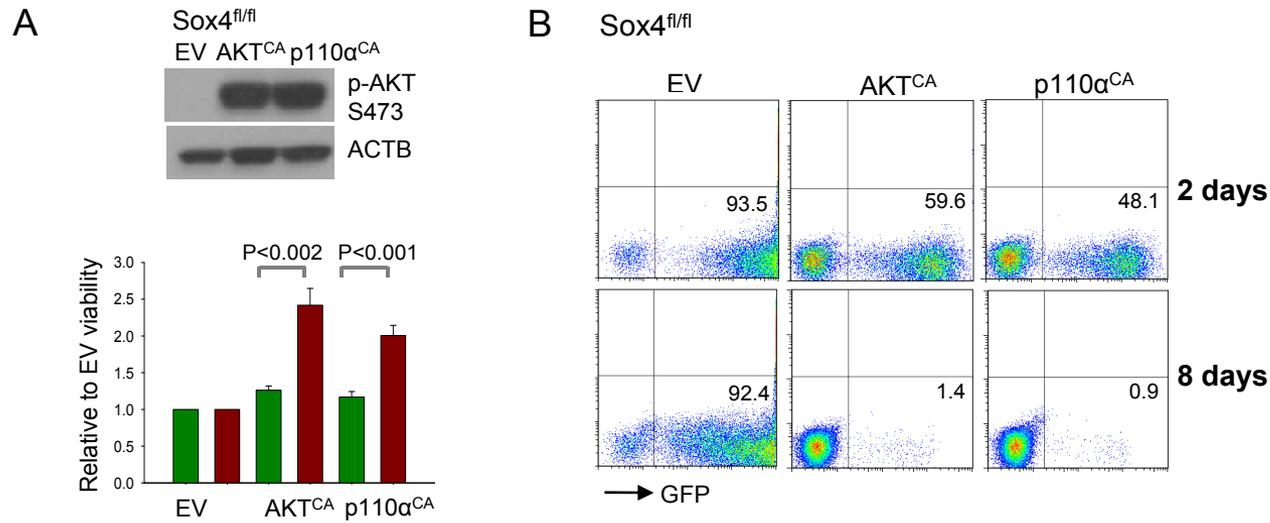 A
Sox4fl/fl
EV AKTCA p110αCA
p-AKT
S473
ACTB
P<0.002 P<0.001
Relative to EV viability
3.0
2.5
2.0
1.5
1.0
0.5
0.0
EV AKTCA p110αCA
B
Sox4fl/fl
EV AKTCA p110αCA
93.5 59.6 48.1
2 days
92.4 1.4 0.9
8 days
GFP